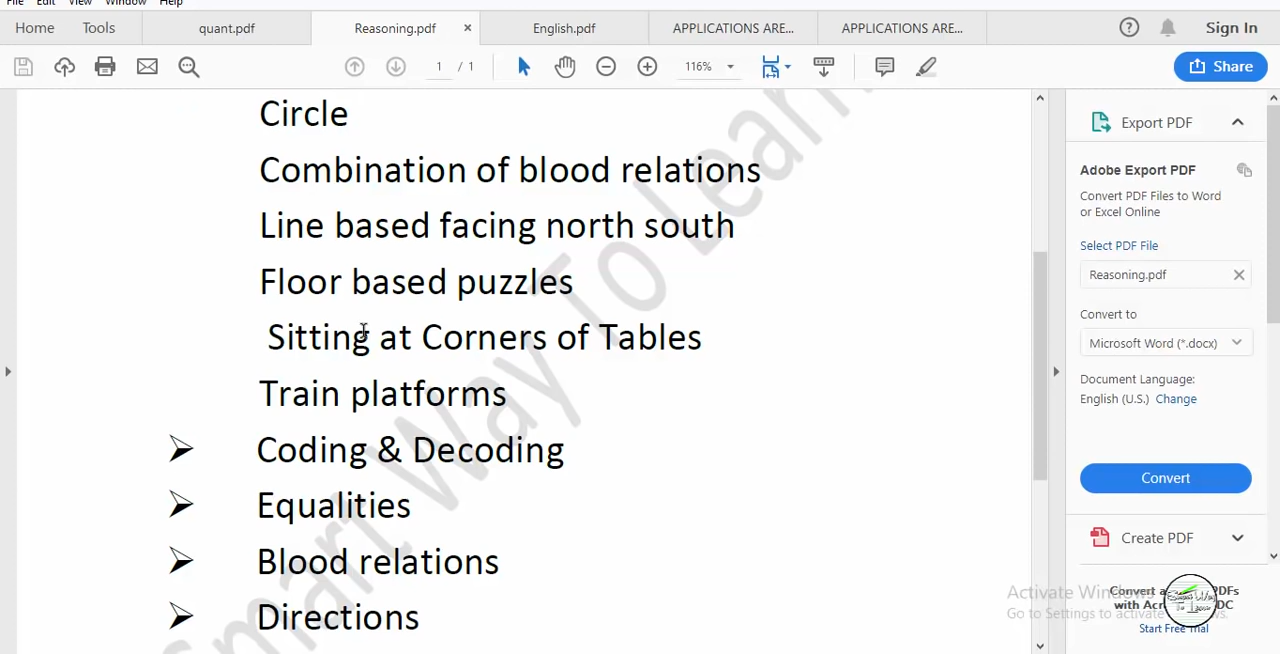 File Edit View Window Help
Home Tools quant.pdf Reasoning.pdf × English.pdf APPLICATIONS ARE... APPLICATIONS ARE... Sign In
1 / 1 116% Share
Circle
Combination of blood relations
Line based facing north south
Floor based puzzles
Sitting at Corners of Tables
Train platforms
➢ Coding & Decoding
➢ Equalities
➢ Blood relations
➢ Directions
Smart Way To Learn
Export PDF
Adobe Export PDF
Convert PDF Files to Word
or Excel Online
Select PDF File
Reasoning.pdf
Convert to
Microsoft Word (*.docx)
Document Language:
English (U.S.) Change
Convert
Create PDF
Activate Windows
Go to Settings to activate Windows.
Start Free Trial